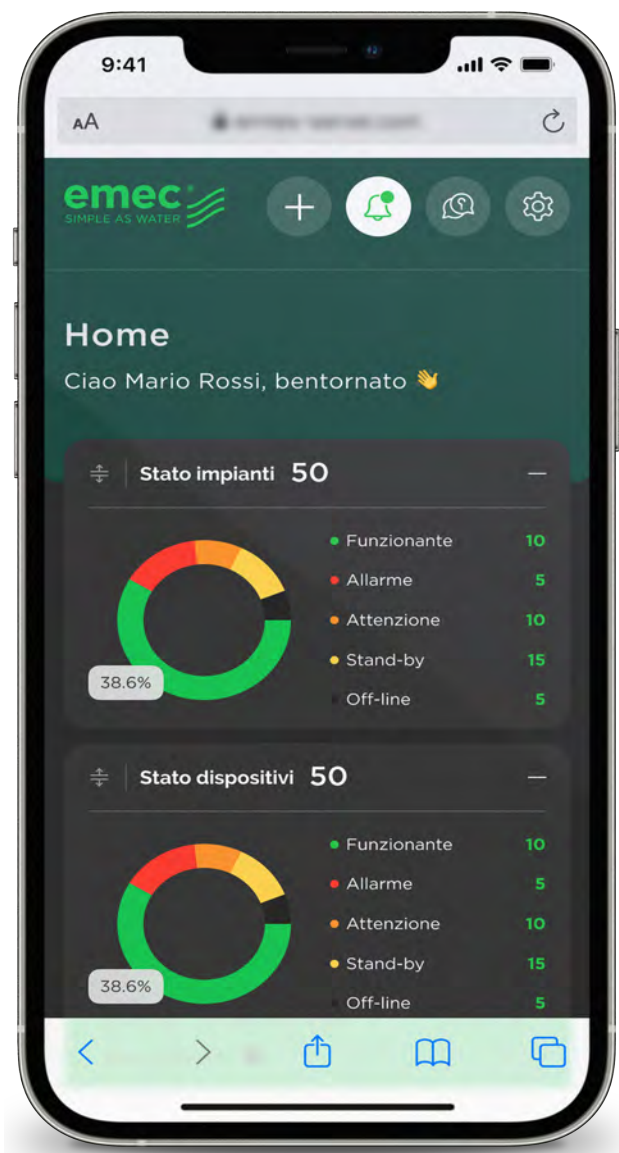 9:41
AA
emec
SIMPLE AS WATER
Home
Ciao Mario Rossi, bentornato 👋
Stato impianti 50
Funzionante 10
Allarme 5
Attenzione 10
Stand-by 15
Off-line 5
38.6%
Stato dispositivi 50
Funzionante 10
Allarme 5
Attenzione 10
Stand-by 15
Off-line 5
38.6%